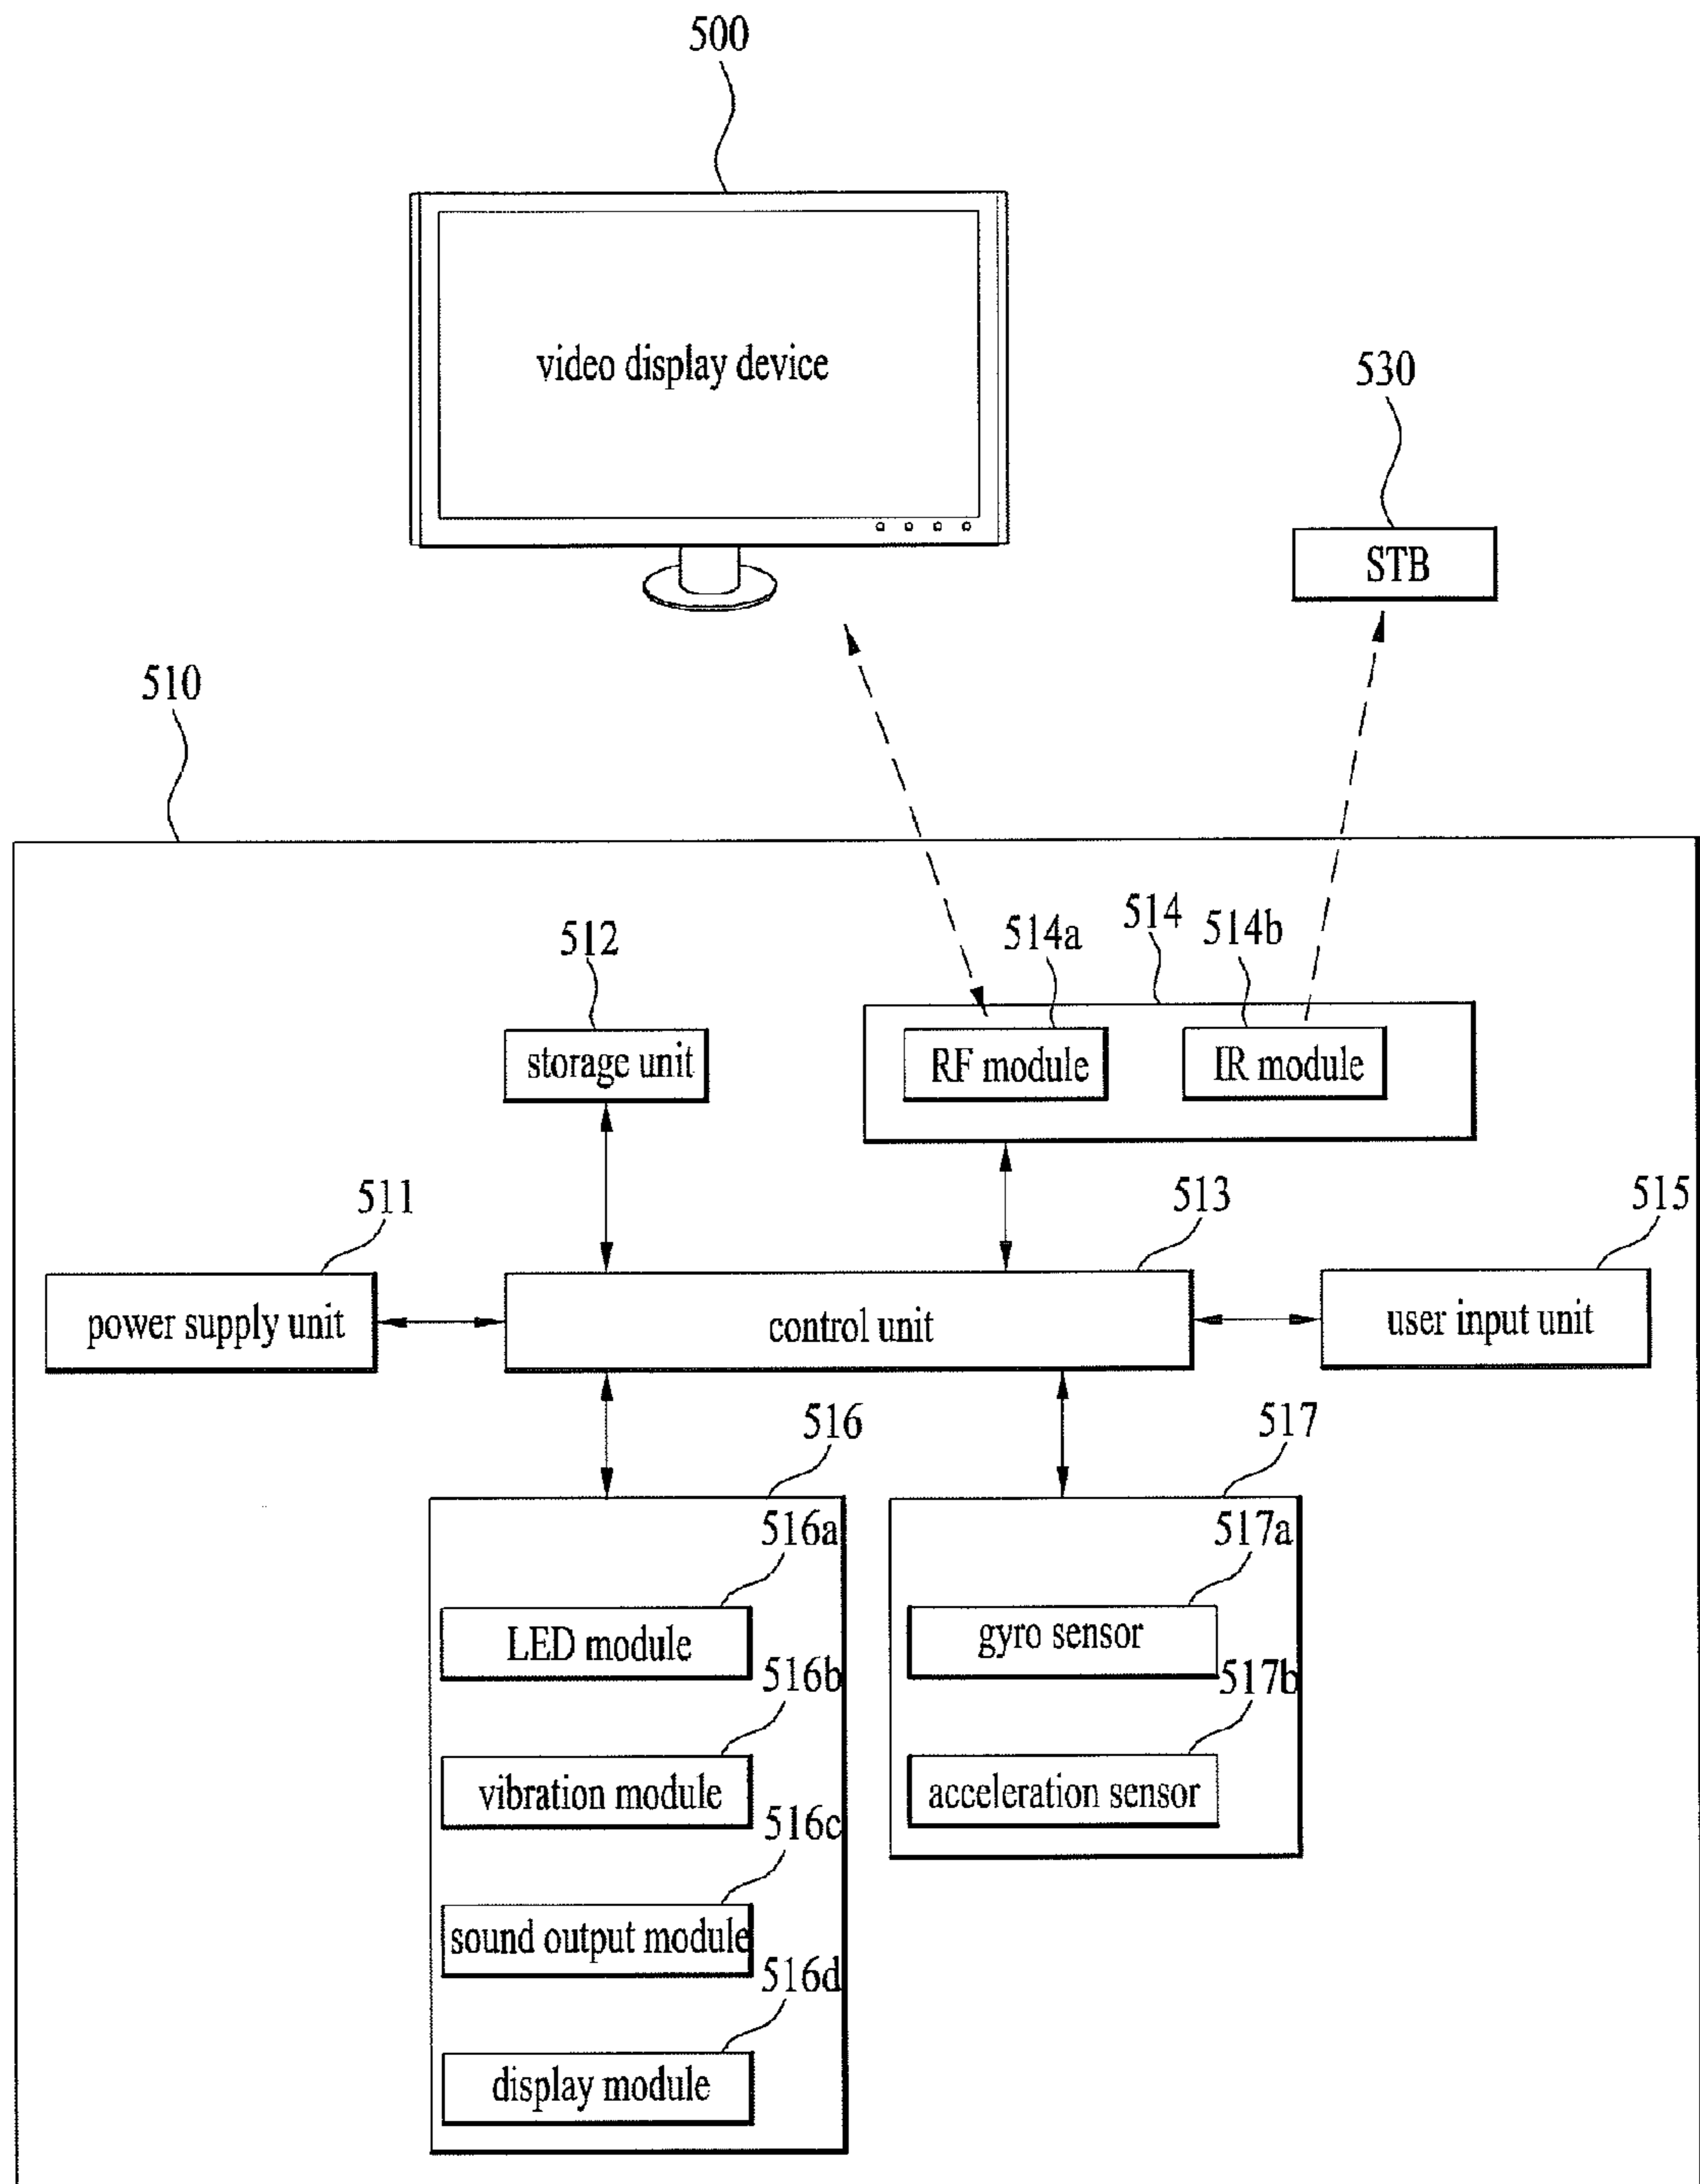 500
video display device
530
STB
510
512
514a
514
514b
storage unit
RF module
IR module
511
513
515
power supply unit
control unit
user input unit
516
517
516a
517a
LED module
gyro sensor
516b
517b
vibration module
acceleration sensor
516c
sound output module
516d
display module